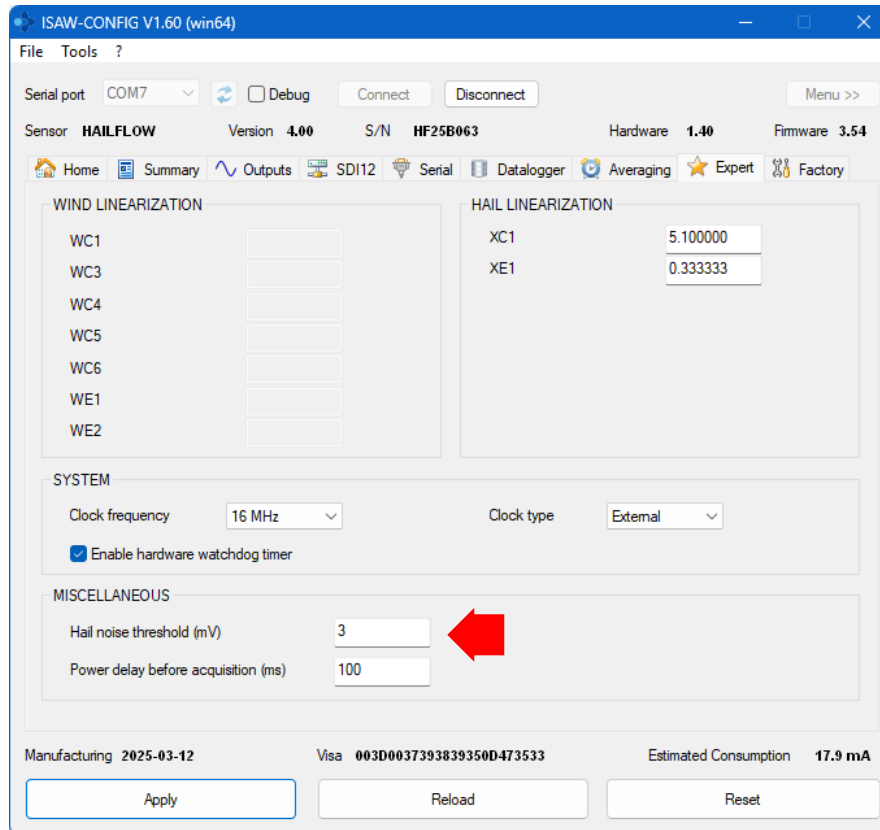 ISAW-CONFIG V1.60 (win64)
File Tools ?
Serial port COM7 Debug Connect Disconnect Menu >>
Sensor HAILFLOW Version 4.00 S/N HF25B063 Hardware 1.40 Firmware 3.54
Home Summary Outputs SDI12 Serial Datalogger Averaging Expert Factory
WIND LINEARIZATION HAIL LINEARIZATION
WC1 XC1 5.100000
WC3 XE1 0.333333
WC4
WC5
WC6
WE1
WE2
SYSTEM
Clock frequency 16 MHz Clock type External
Enable hardware watchdog timer
MISCELLANEOUS
Hail noise threshold (mV) 3
Power delay before acquisition (ms) 100
Manufacturing 2025-03-12 Visa 003D0037393839350D473533 Estimated Consumption 17.9 mA
Apply Reload Reset